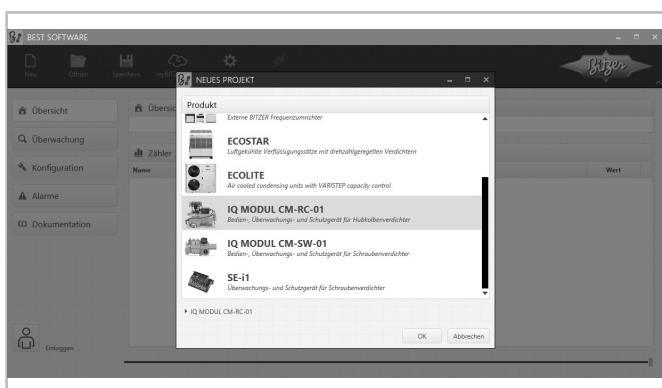 BEST SOFTWARE
Neu
Öffnen
Speichern
Bitzer
NEUES PROJEKT
Übersicht
Überwachung
Konfiguration
Alarme
Dokumentation
Einloggen
Zähler
Name
Wert
Produkt
Externe BITZER Frequenzumrichter
ECOSTAR
Luftgekühlte Verflüssigungssätze mit drehzahlgeregelten Verdichtern
ECOLITE
Air cooled condensing units with VARISTEP capacity control
IQ MODUL CM-RC-01
Bedien-, Überwachungs- und Schutzgerät für Hubkolbenverdichter
IQ MODUL CM-SW-01
Bedien-, Überwachungs- und Schutzgerät für Schraubenverdichter
SE-i1
Überwachungs- und Schutzgerät für Schraubenverdichter
IQ MODUL CM-RC-01
OK
Abbrechen